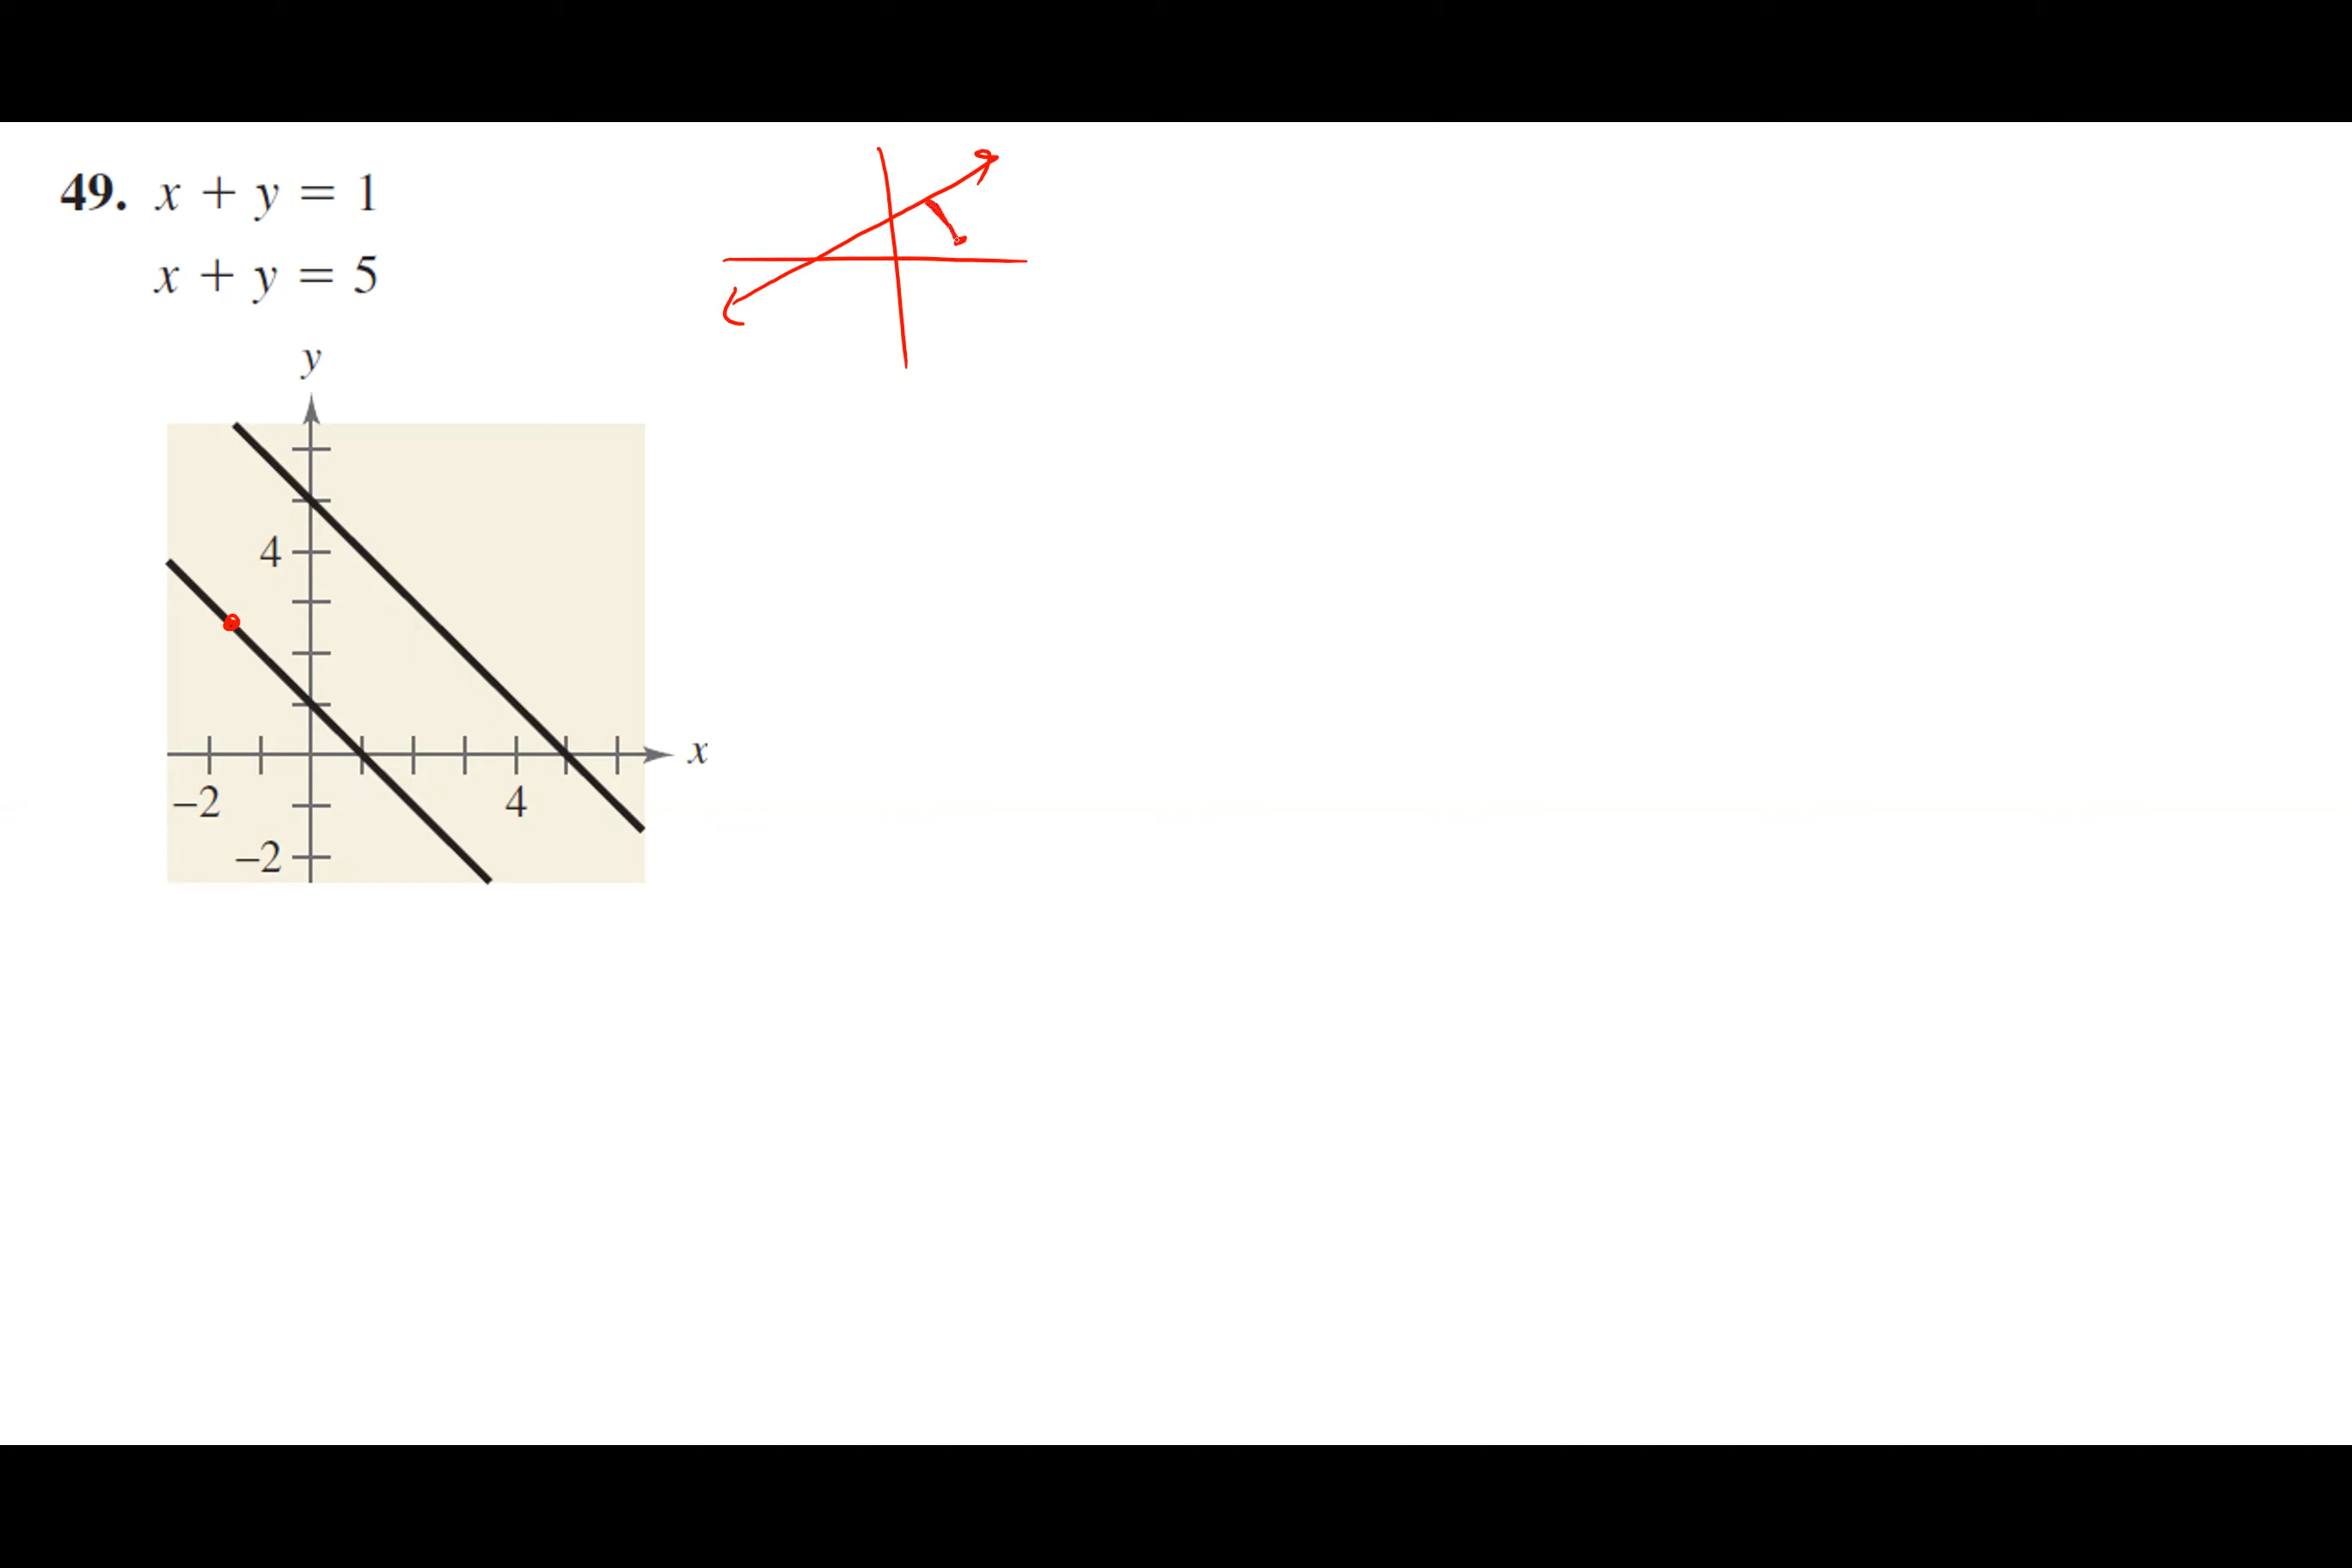 49. x + y = 1
x + y = 5
y
4
x
−2
4
−2